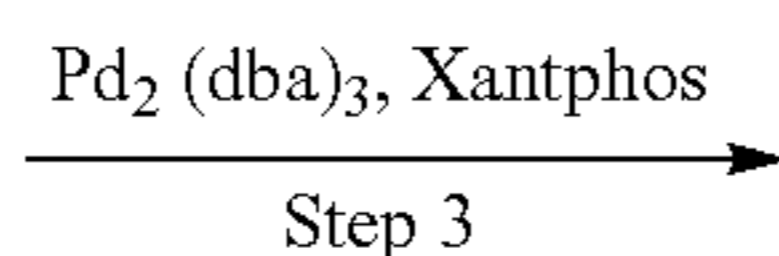 Pd₂ (dba)₃, Xantphos
Step 3